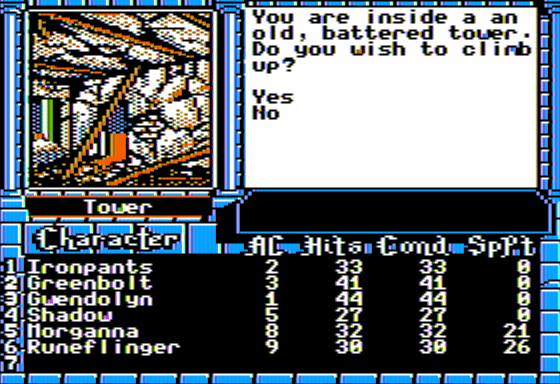 You are inside a an
old, battered tower.
Do you wish to climb
up?
Yes
No
Tower
Character AC Hits Cond SpPt
1 Ironpants 2 33 33 0
2 Greenbolt 3 41 41 0
3 Gwendolyn 1 44 44 0
4 Shadow 5 27 27 0
5 Morganna 8 32 32 21
6 Runeflinger 9 30 30 26
7